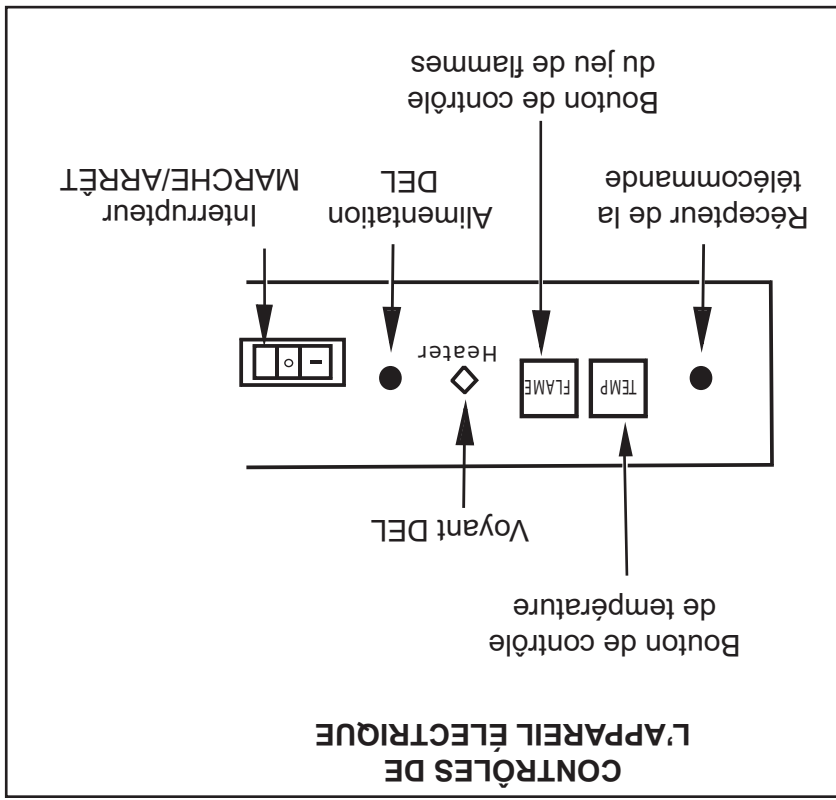 CONTRÔLES DE
L'APPAREIL ÉLECTRIQUE
Bouton de contrôle
de température
Voyant DEL
TEMP
FLAME
Heater
Récepteur de la
télécommande
Alimentation
DEL
Interrupteur
MARCHE/ARRÊT
Bouton de contrôle
du jeu de flammes